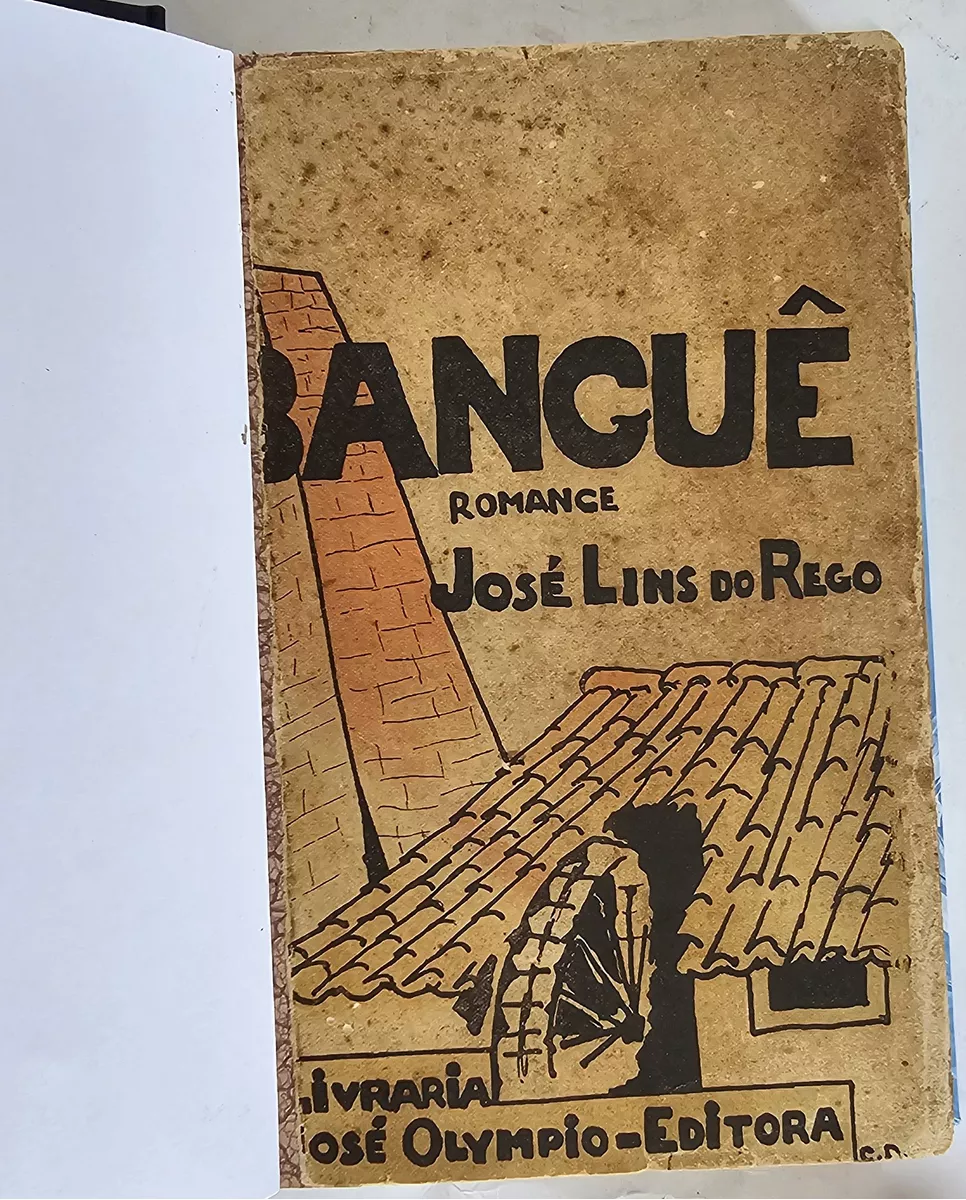 BANGUÊ
ROMANCE
JOSÉ LINS DO REGO
LIVRARIA
JOSÉ OLYMPIO-EDITORA